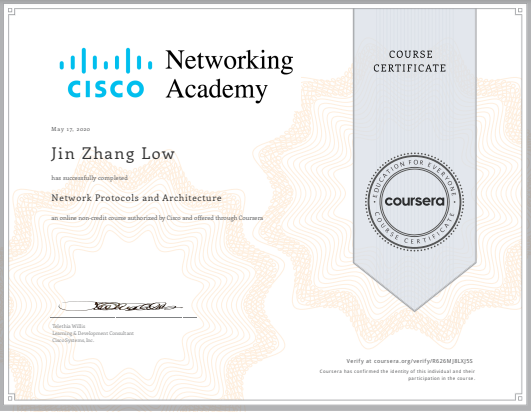 COURSE
CERTIFICATE
Networking
Academy
CISCO
May 17, 2020
Jin Zhang Low
has successfully completed
Network Protocols and Architecture
an online non-credit course authorized by Cisco and offered through Coursera
EDUCATION FOR EVERYONE
coursera
COURSE CERTIFICATE
Telethia Willis
Learning & Development Consultant
Cisco Systems, Inc.
Verify at coursera.org/verify/R626MJ8LXJ5S
Coursera has confirmed the identity of this individual and their
participation in the course.